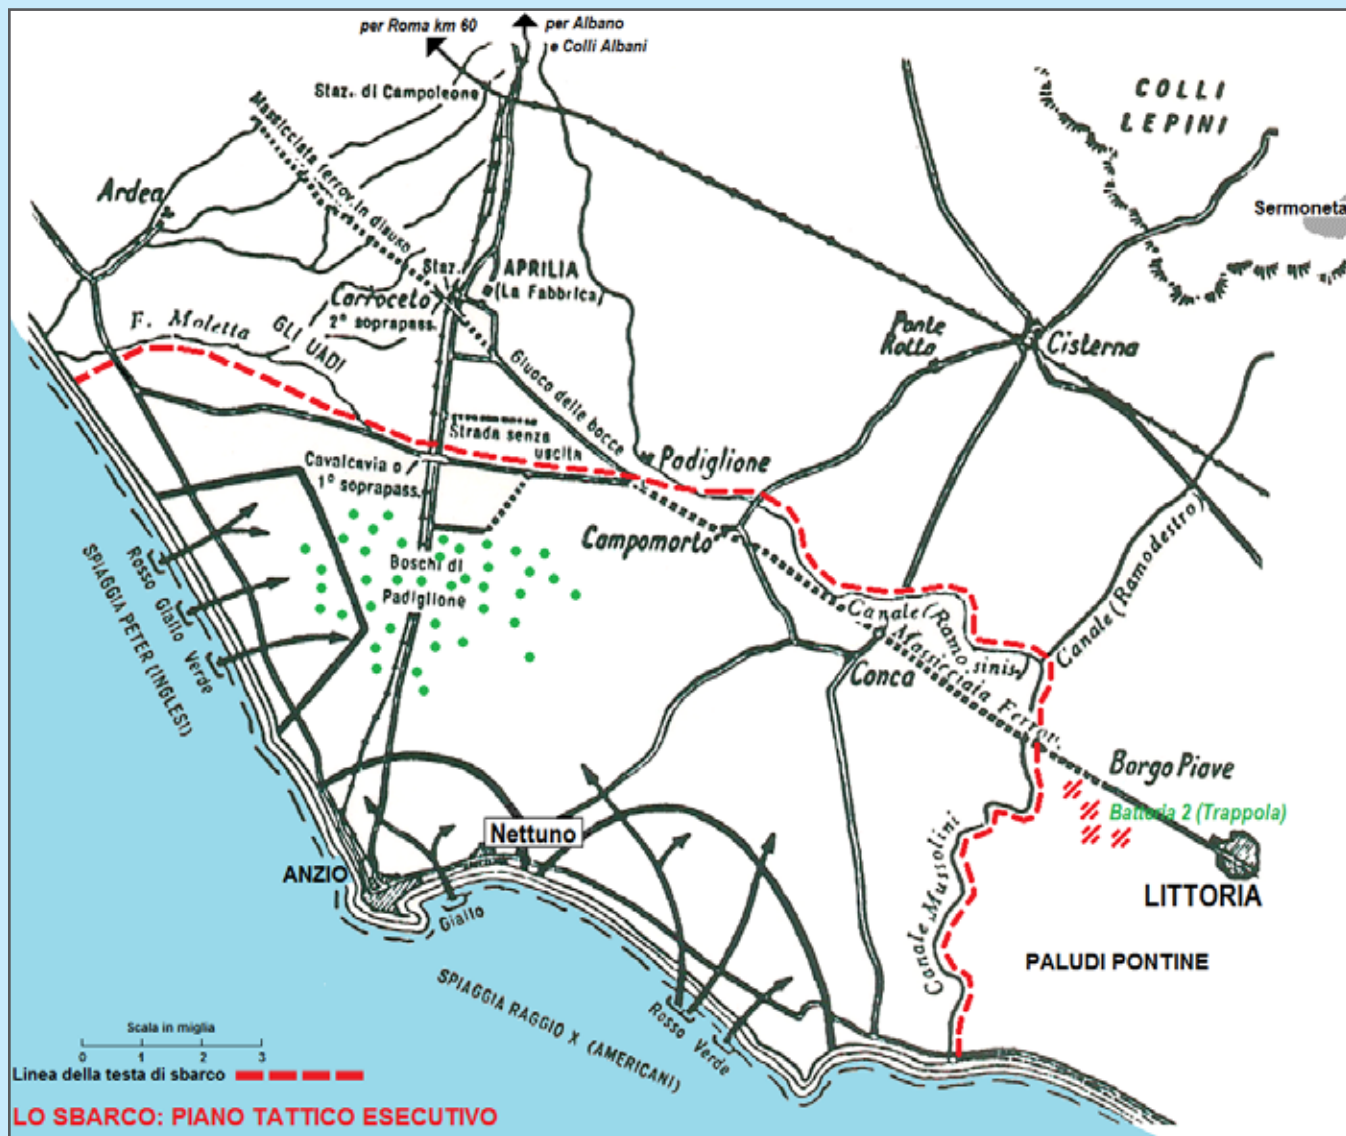 per Roma km 60
per Albano
e Colli Albani
Staz. di Campoleone
COLLI
LEPINI
Massicciata ferrov. in disuso
Ardea
Sermoneta
Staz.
APRILIA
(La Fabbrica)
Carroceto
2° soprapass.
F. Moletta
GLI UADI
Ponte
Rotto
Cisterna
Giuoco delle bocce
Strada senza
uscita
Padiglione
Cavalcavia o
1° soprapass.
Campomorto
Boschi di
Padiglione
Canale (Ramo destro)
Canale (Ramo sinis.)
Massicciata Ferrov.
Rosso Giallo Verde
SPIAGGIA PETER (INGLESI)
Conca
Borgo Piave
Batteria 2 (Trappola)
Nettuno
ANZIO
LITTORIA
Giallo
Canale Mussolini
PALUDI PONTINE
SPIAGGIA RAGGIO X (AMERICANI)
Rosso Verde
Scala in miglia
0 1 2 3
Linea della testa di sbarco
LO SBARCO: PIANO TATTICO ESECUTIVO